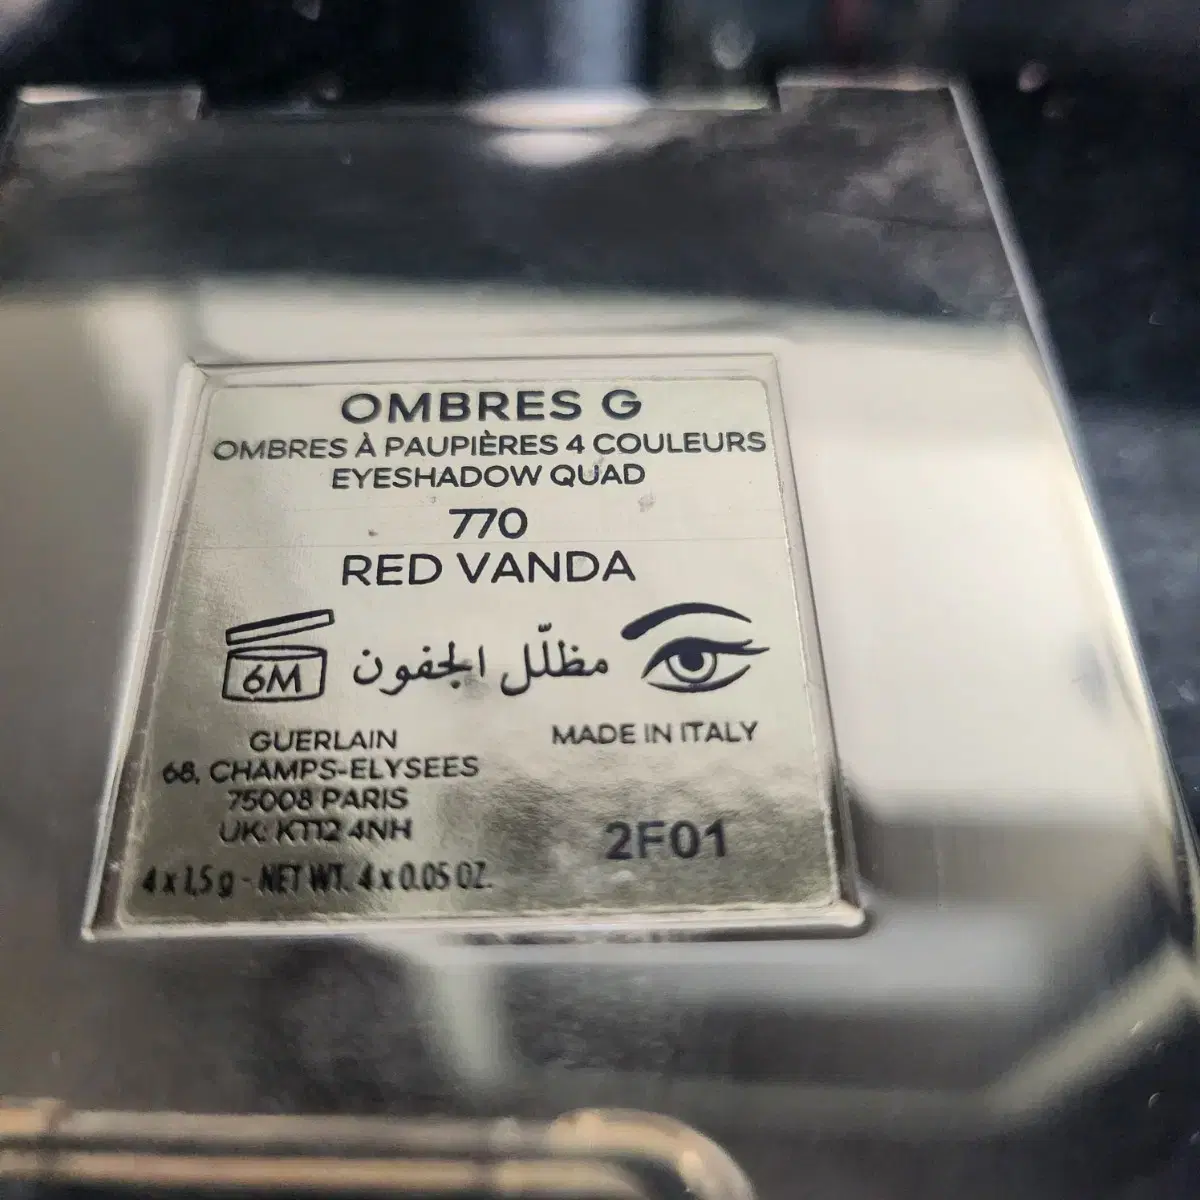 OMBRES G
OMBRES À PAUPIÈRES 4 COULEURS
EYESHADOW QUAD
770
RED VANDA
6M
مظلّل الجفون
GUERLAIN
68, CHAMPS-ELYSEES
75008 PARIS
UK: KT12 4NH
MADE IN ITALY
2F01
4 x 1,5 g - NET WT. 4 x 0.05 OZ.